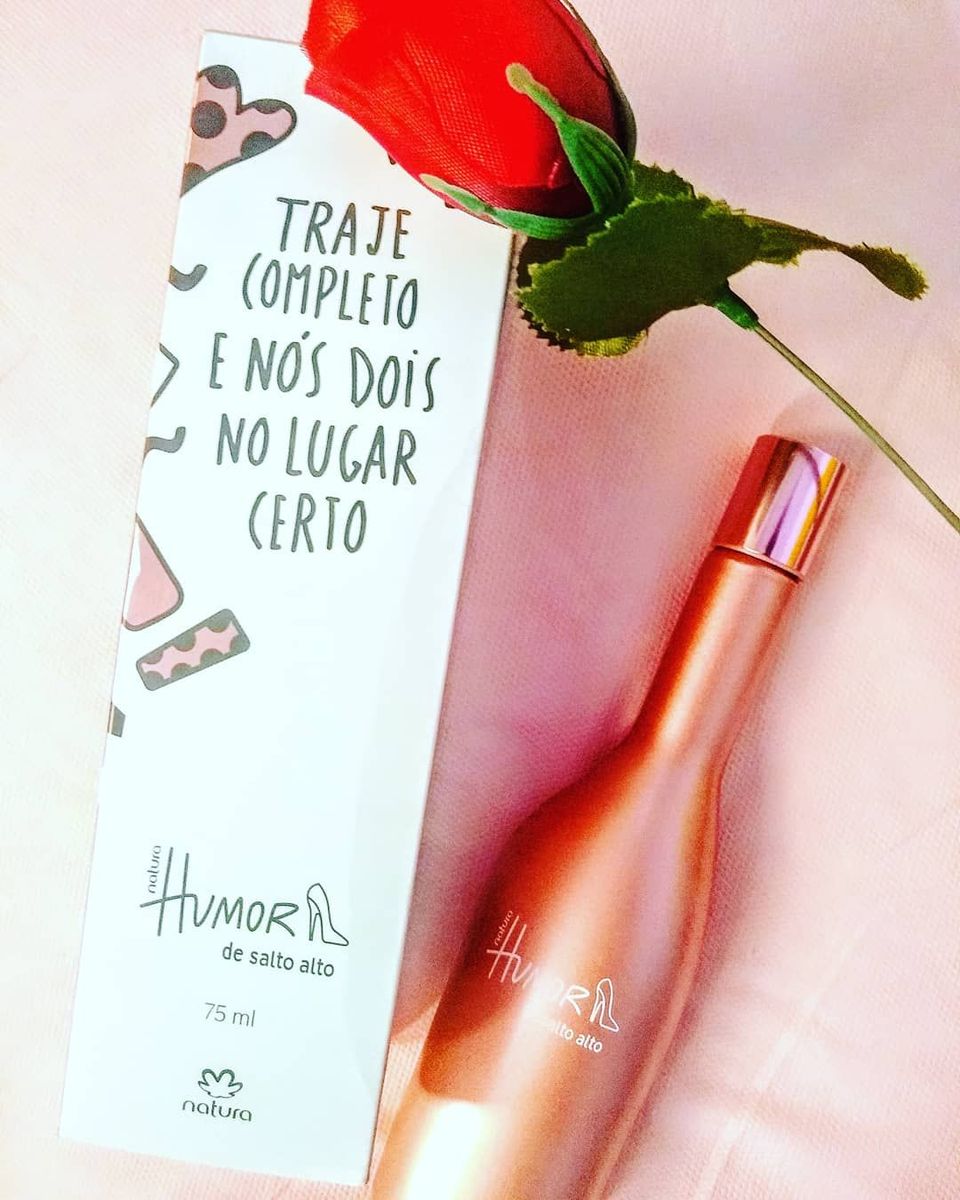 TRAJE
COMPLETO
E NÓS DOIS
NO LUGAR
CERTO
natura
HUMOR
de salto alto
75 ml
natura
natura
HUMOR
salto alto